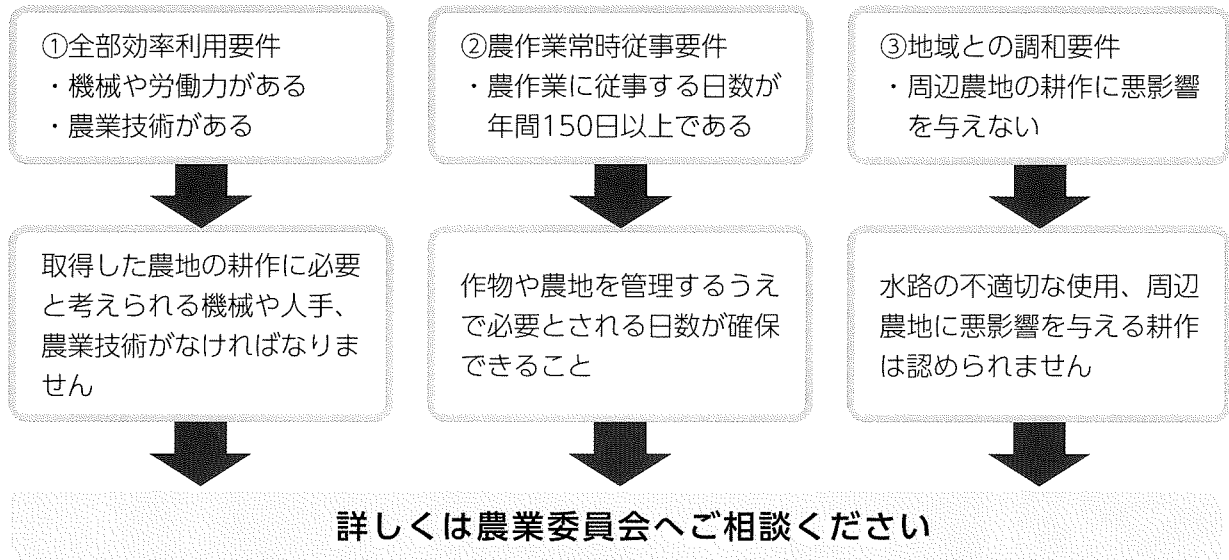 ①全部効率利用要件
・機械や労働力がある
・農業技術がある
②農作業常時従事要件
・農作業に従事する日数が
年間150日以上である
③地域との調和要件
・周辺農地の耕作に悪影響
を与えない
取得した農地の耕作に必要
と考えられる機械や人手、
農業技術がなければなりま
せん
作物や農地を管理するうえ
で必要とされる日数が確保
できること
水路の不適切な使用、周辺
農地に悪影響を与える耕作
は認められません
詳しくは農業委員会へご相談ください